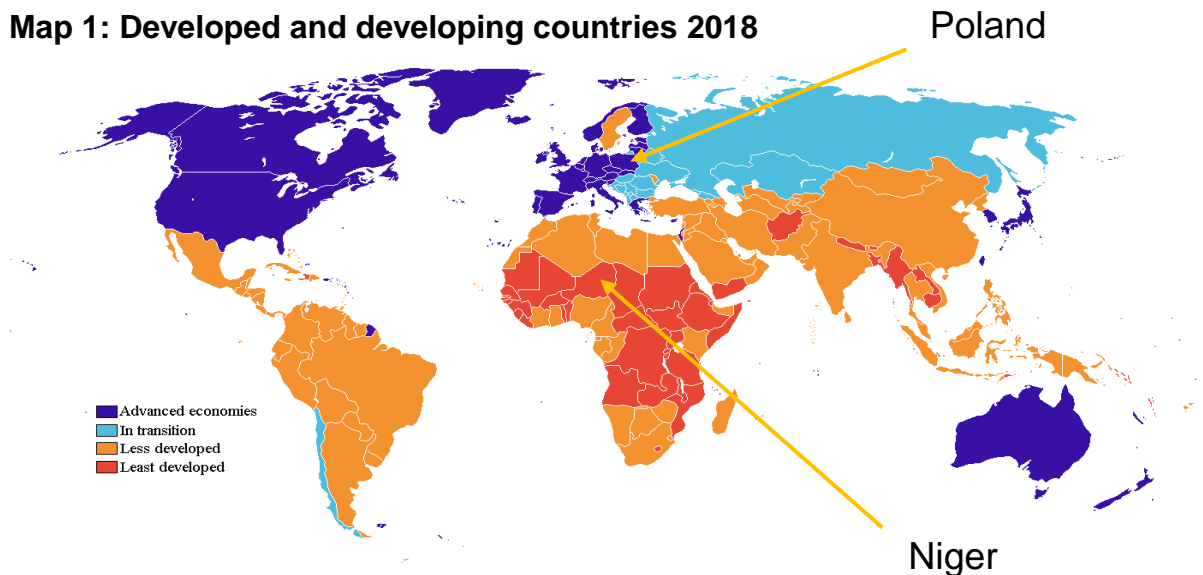 Map 1: Developed and developing countries 2018
Poland
Advanced economies
In transition
Less developed
Least developed
Niger